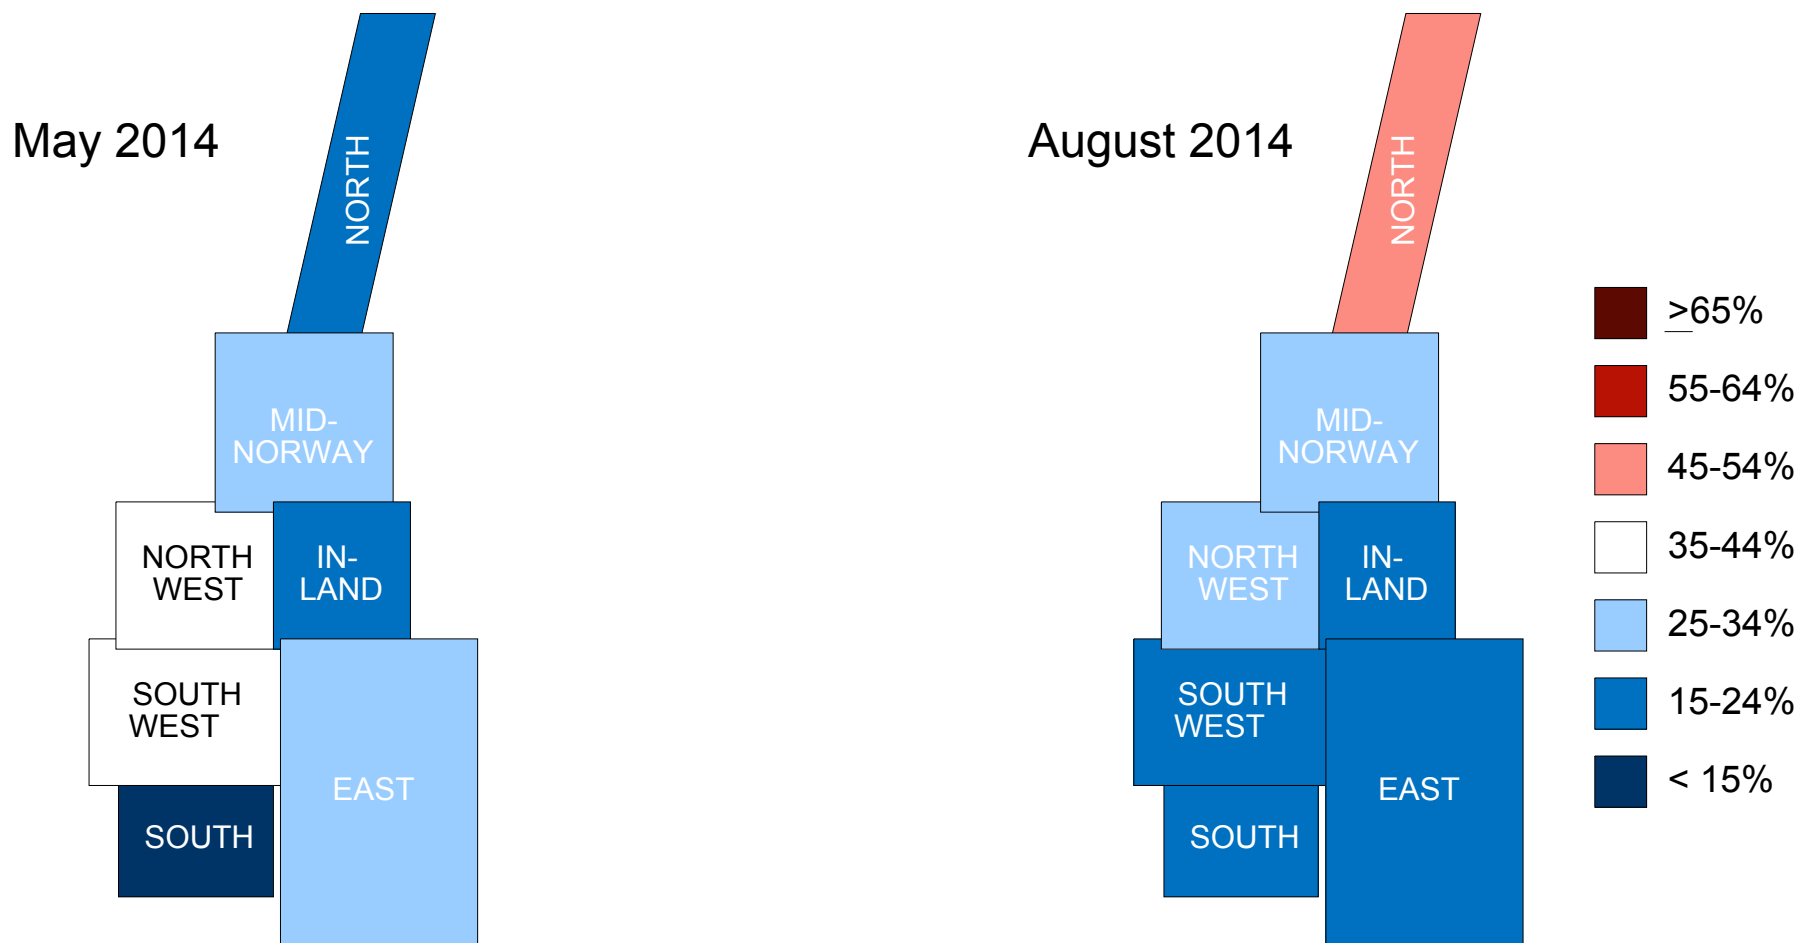 May 2014
NORTH
MID-
NORWAY
NORTH
WEST
IN-
LAND
SOUTH
WEST
EAST
SOUTH
August 2014
NORTH
MID-
NORWAY
NORTH
WEST
IN-
LAND
SOUTH
WEST
EAST
SOUTH
≥65%
55-64%
45-54%
35-44%
25-34%
15-24%
< 15%